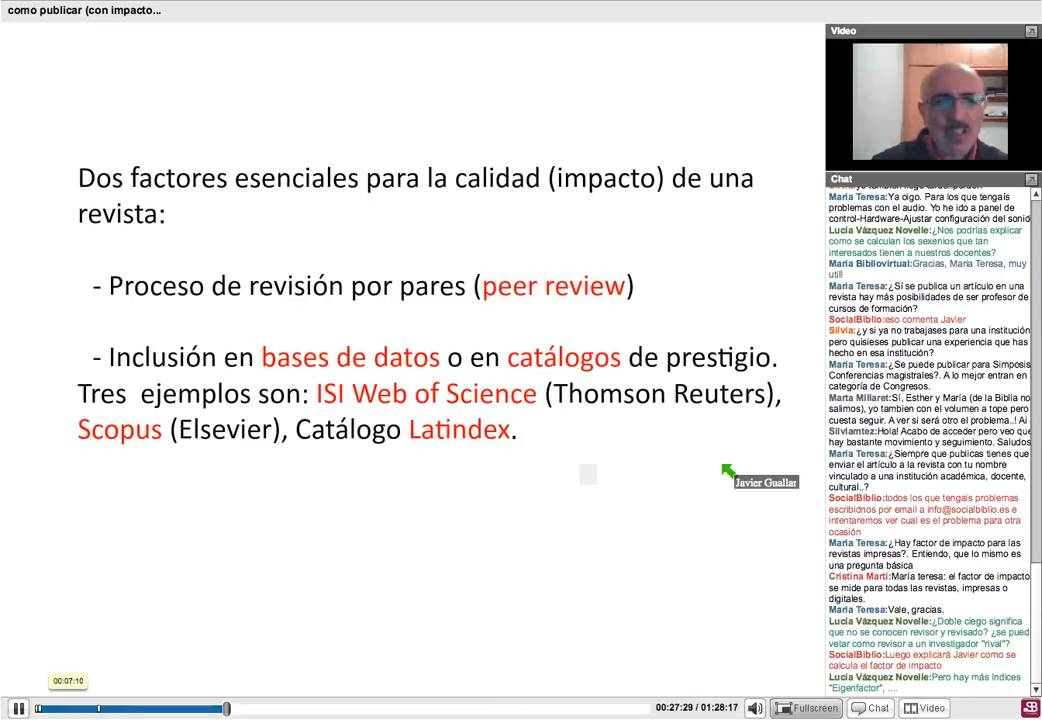 como publicar (con impacto...
Dos factores esenciales para la calidad (impacto) de una
revista:
- Proceso de revisión por pares (peer review)
- Inclusión en bases de datos o en catálogos de prestigio.
Tres ejemplos son: ISI Web of Science (Thomson Reuters),
Scopus (Elsevier), Catálogo Latindex.
Javier Guallar
Video
Chat
Maria Teresa:Ya oigo. Para los que tengaís
problemas con el audio. Yo he ido a panel de
control-Hardware-Ajustar configuración del sonid
Lucía Vázquez Novelle:¿Nos podrías explicar
como se calculan los sexenios que tan
interesados tienen a nuestros docentes?
María Bibliovirtual:Gracias, Maria Teresa, muy
util!
Maria Teresa:¿Sí se publica un artículo en una
revista hay más posibilidades de ser profesor de
cursos de formación?
SocialBiblio:eso comenta Javier
Silvia:¿y si ya no trabajases para una institución
pero quisieses publicar una experiencia que has
hecho en esa institución?
Maria Teresa:¿Se puede publicar para Simposis
Conferencias magistrales?. A lo mejor entran en
categoría de Congresos.
Marta Millaret:Sí, Esther y María (de la Biblia no
salimos), yo tambien con el volumen a tope pero
cuesta seguir. A ver si será otro el problema..! Ai
Silviamtez:Hola! Acabo de acceder pero veo que
hay bastante movimiento y seguimiento. Saludos
Maria Teresa:¿Siempre que publicas tienes que
enviar el artículo a la revista con tu nombre
vinculado a una institución académica, docente,
cultural..?
SocialBiblio:todos los que tengais problemas
escribidnos por email a info@socialbiblio.es e
intentaremos ver cual es el problema para otra
ocasión
Maria Teresa:¿Hay factor de impacto para las
revistas impresas?. Entiendo, que lo mismo es
una pregunta básica
Cristina Martí:María teresa: el factor de impacto
se mide para todas las revistas, impresas o
digitales.
Maria Teresa:Vale, gracias.
Lucía Vázquez Novelle:¿Doble ciego significa
que no se conocen revisor y revisado? ¿se pued
vetar como revisor a un investigador "rival"?
SocialBiblio:Luego explicará Javier como se
calcula el factor de impacto
Lucía Vázquez Novelle:Pero hay más índices
"Eigenfactor", ....
00:07:10
00:27:29 / 01:28:17
Fullscreen
Chat
Video
SB